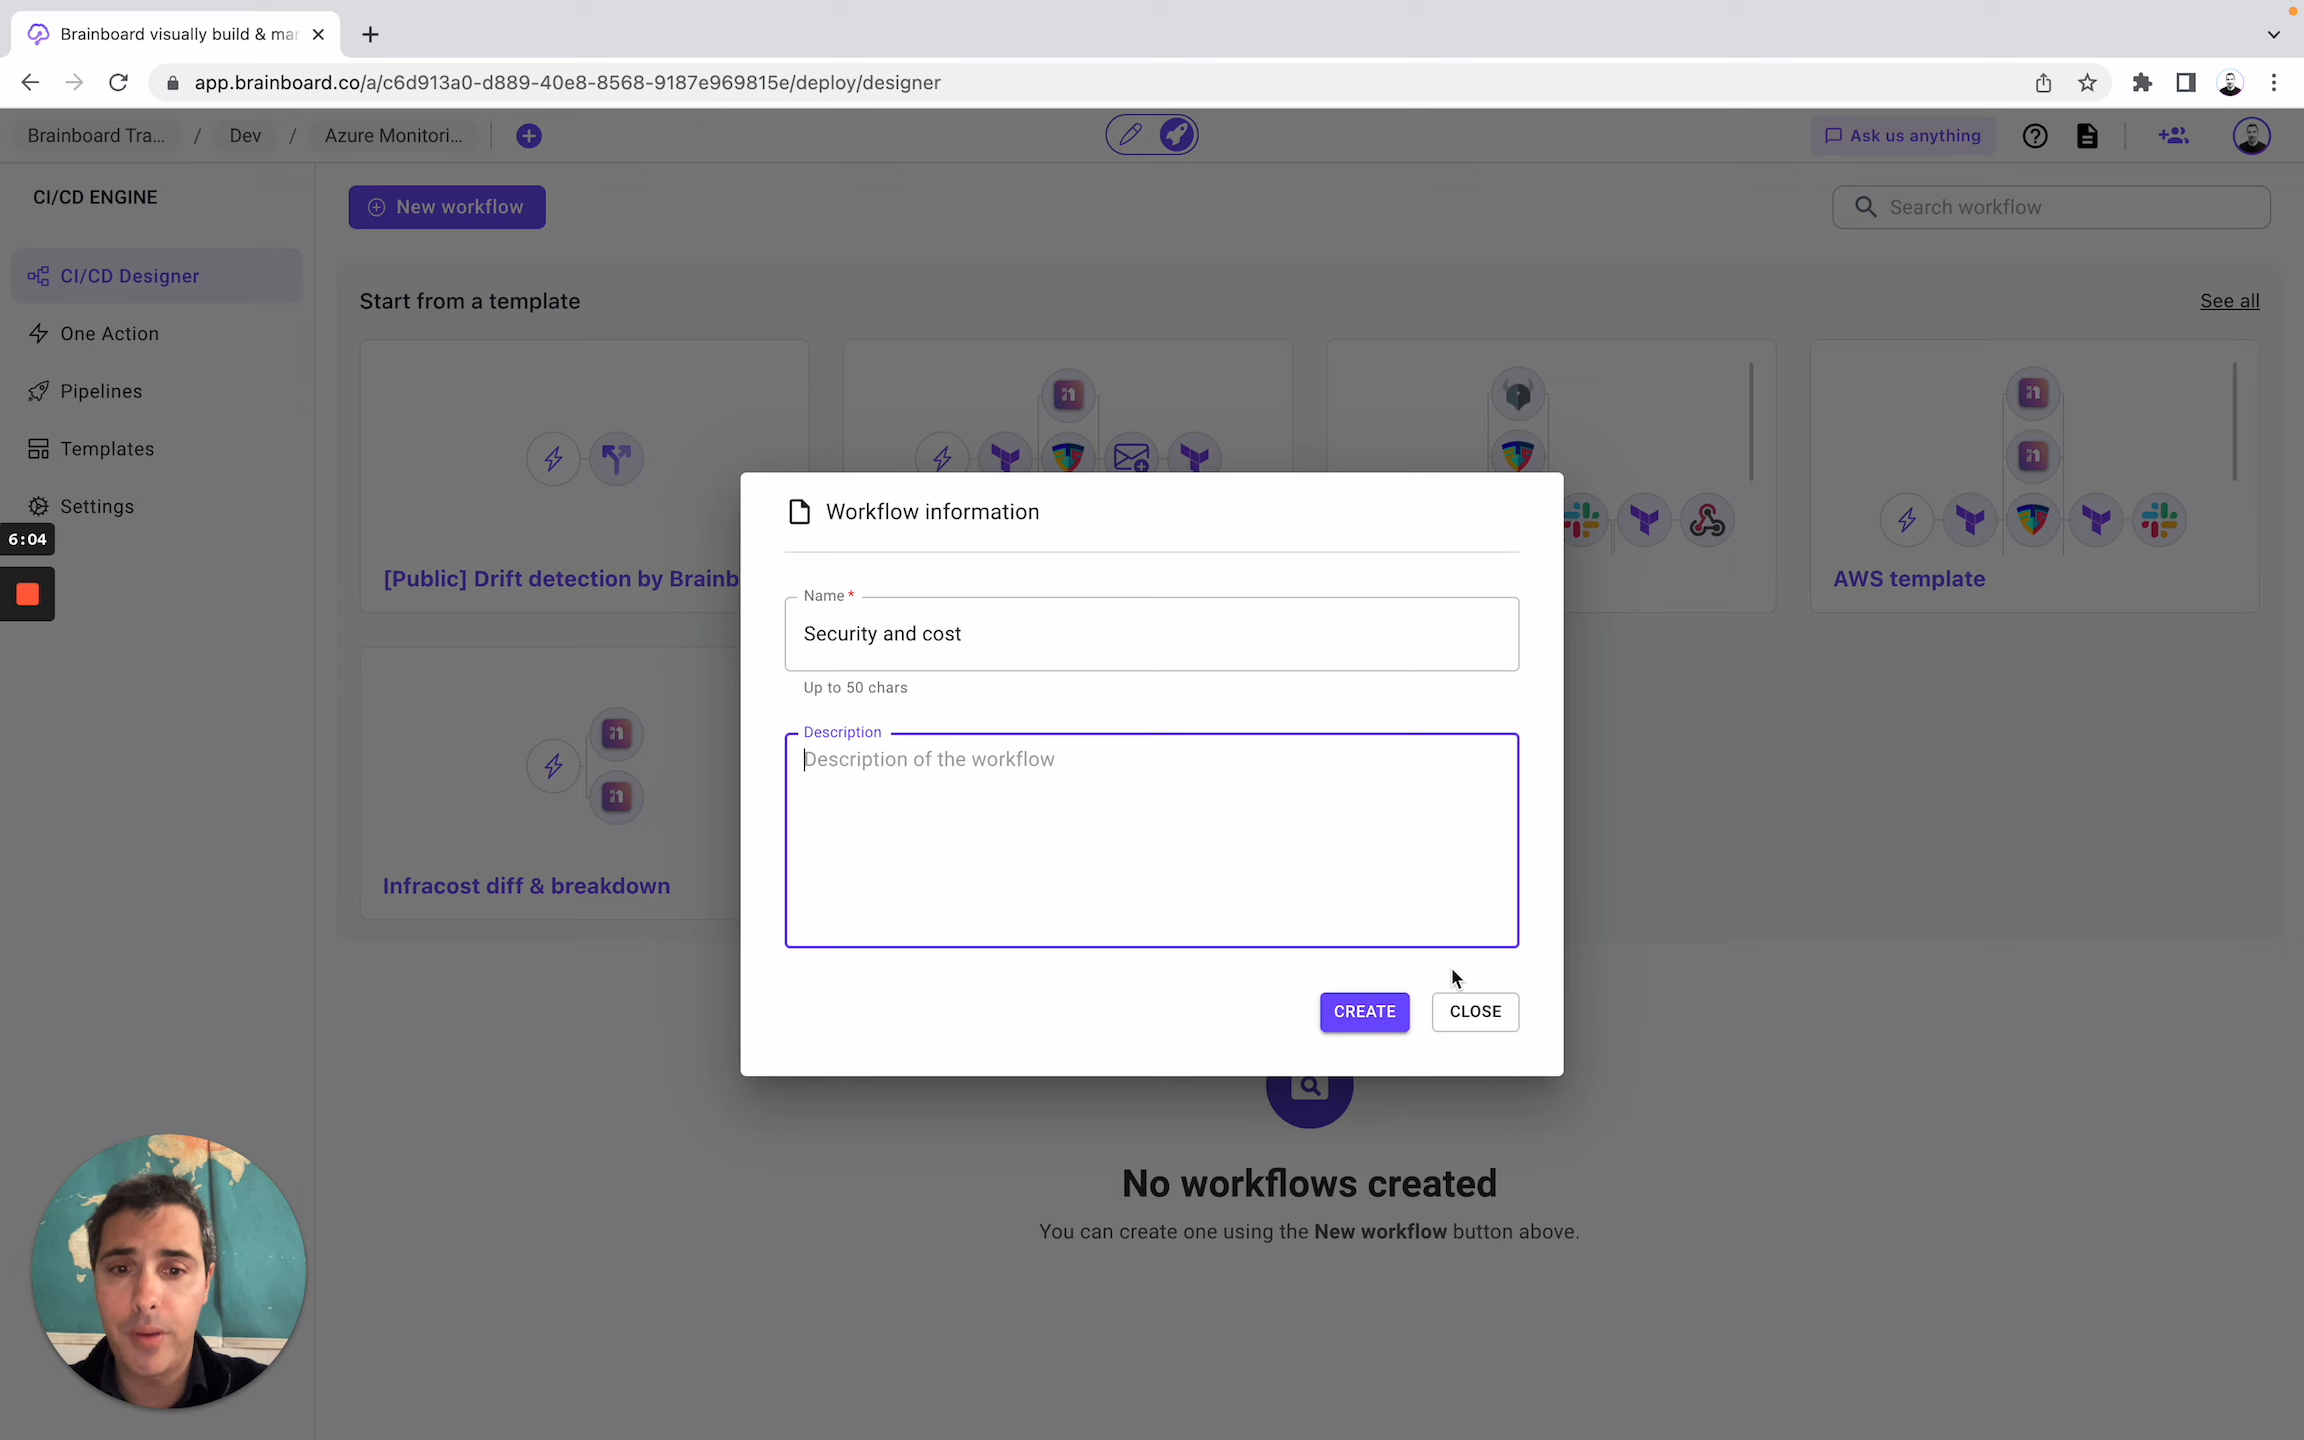 Brainboard visually build & mar
app.brainboard.co/a/c6d913a0-d889-40e8-8568-9187e969815e/deploy/designer
Brainboard Tra... / Dev / Azure Monitori...
Ask us anything
CI/CD ENGINE
New workflow
Search workflow
CI/CD Designer
Start from a template
See all
One Action
Pipelines
Templates
Settings
6:04
[Public] Drift detection by Brainb
AWS template
Infracost diff & breakdown
Workflow information
Name *
Security and cost
Up to 50 chars
Description
Description of the workflow
CREATE
CLOSE
No workflows created
You can create one using the New workflow button above.